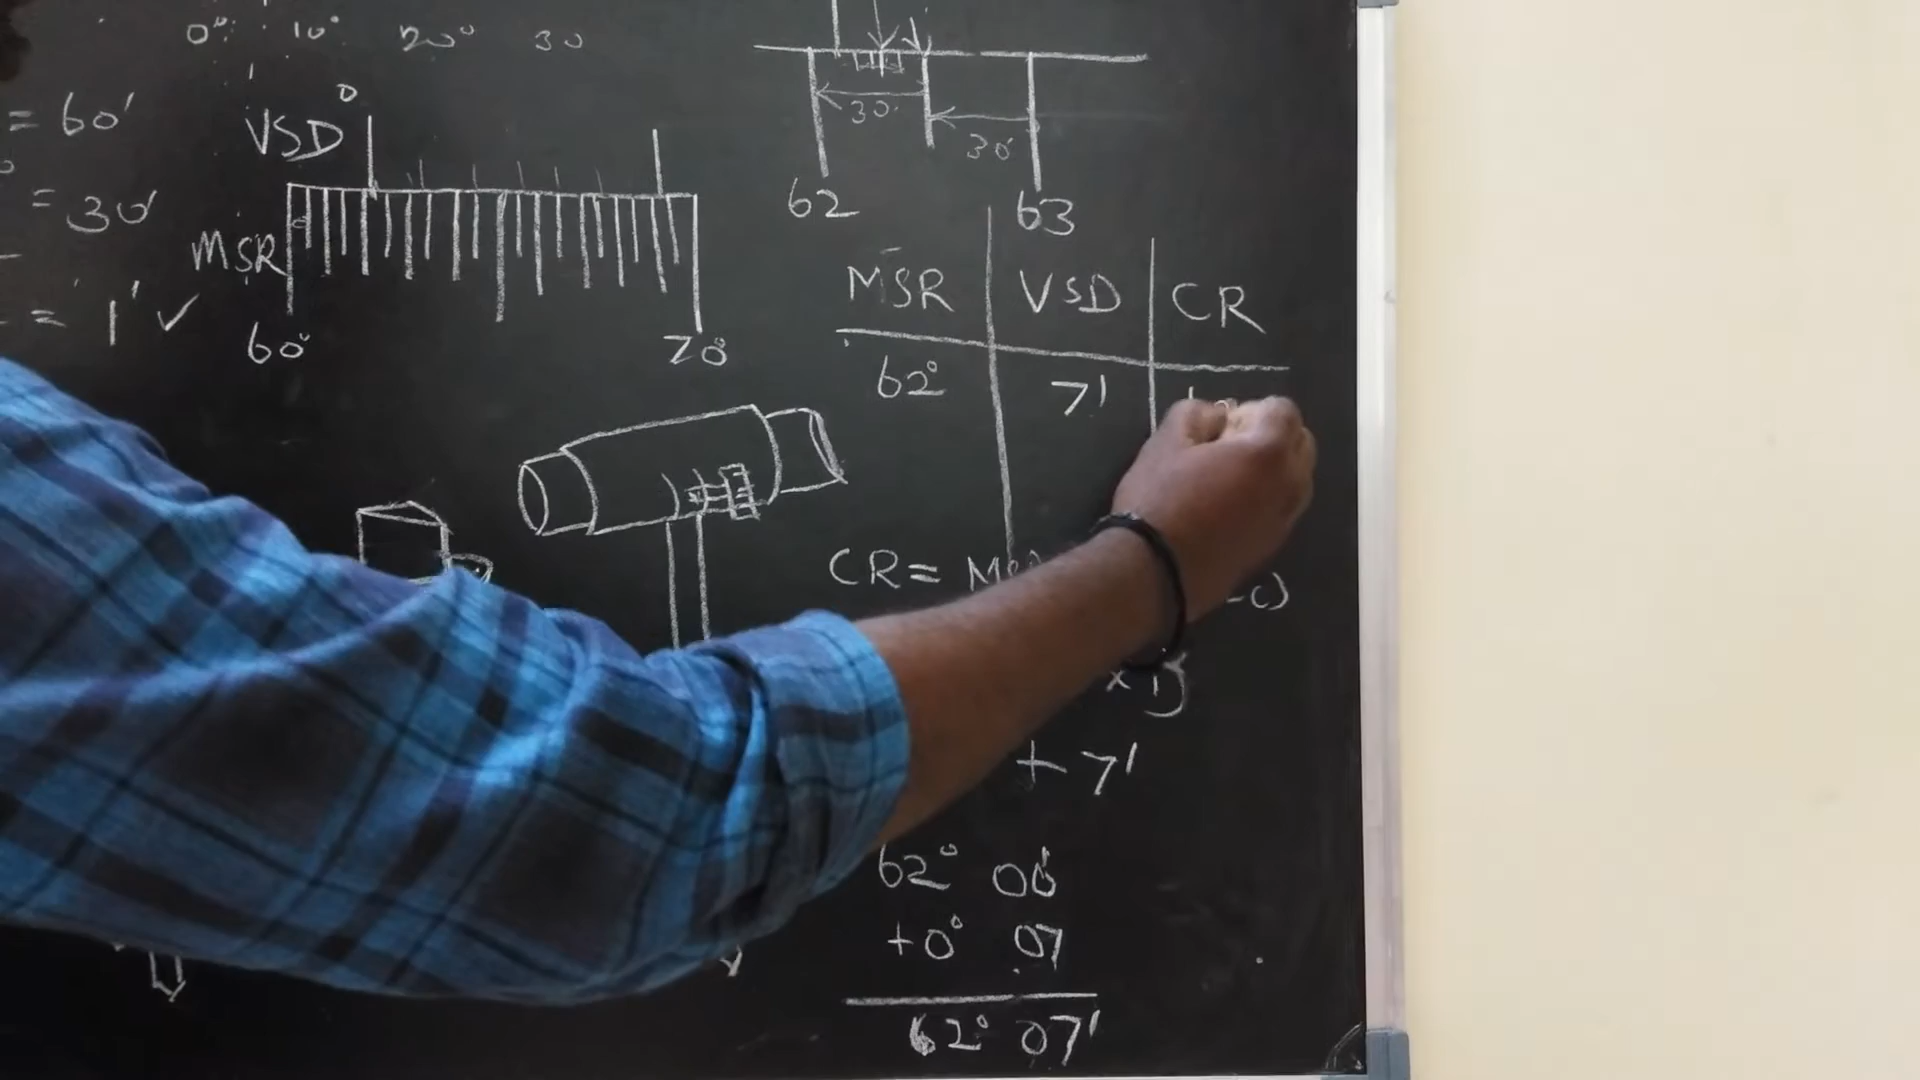 0° 10° 20° 30
= 60'
= 30'
= 1' ✓
VSD 0
MSR
60° 70°
30'
30'
62 63
MSR VSD CR
62° 7'
CR =
x 1'
+ 7'
62° 00'
+0° 07
62° 07'